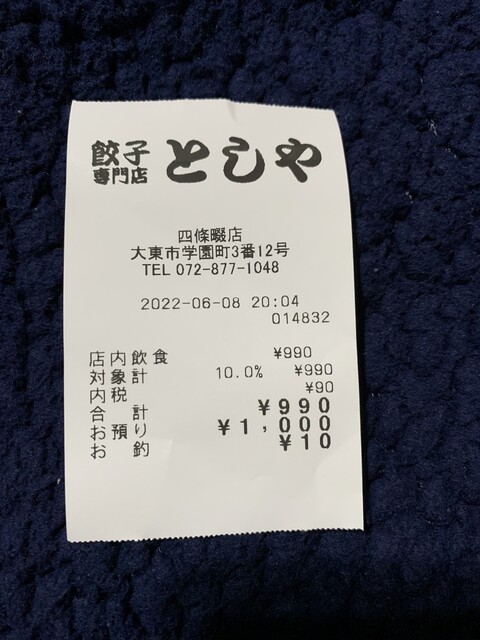 餃子
専門店 としや
四條畷店
大東市学園町3番12号
TEL 072-877-1048
2022-06-08 20:04
014832
店内飲食 ¥990
対象計 10.0% ¥990
内税 ¥90
合計 ¥990
お預り ¥1,000
お釣 ¥10